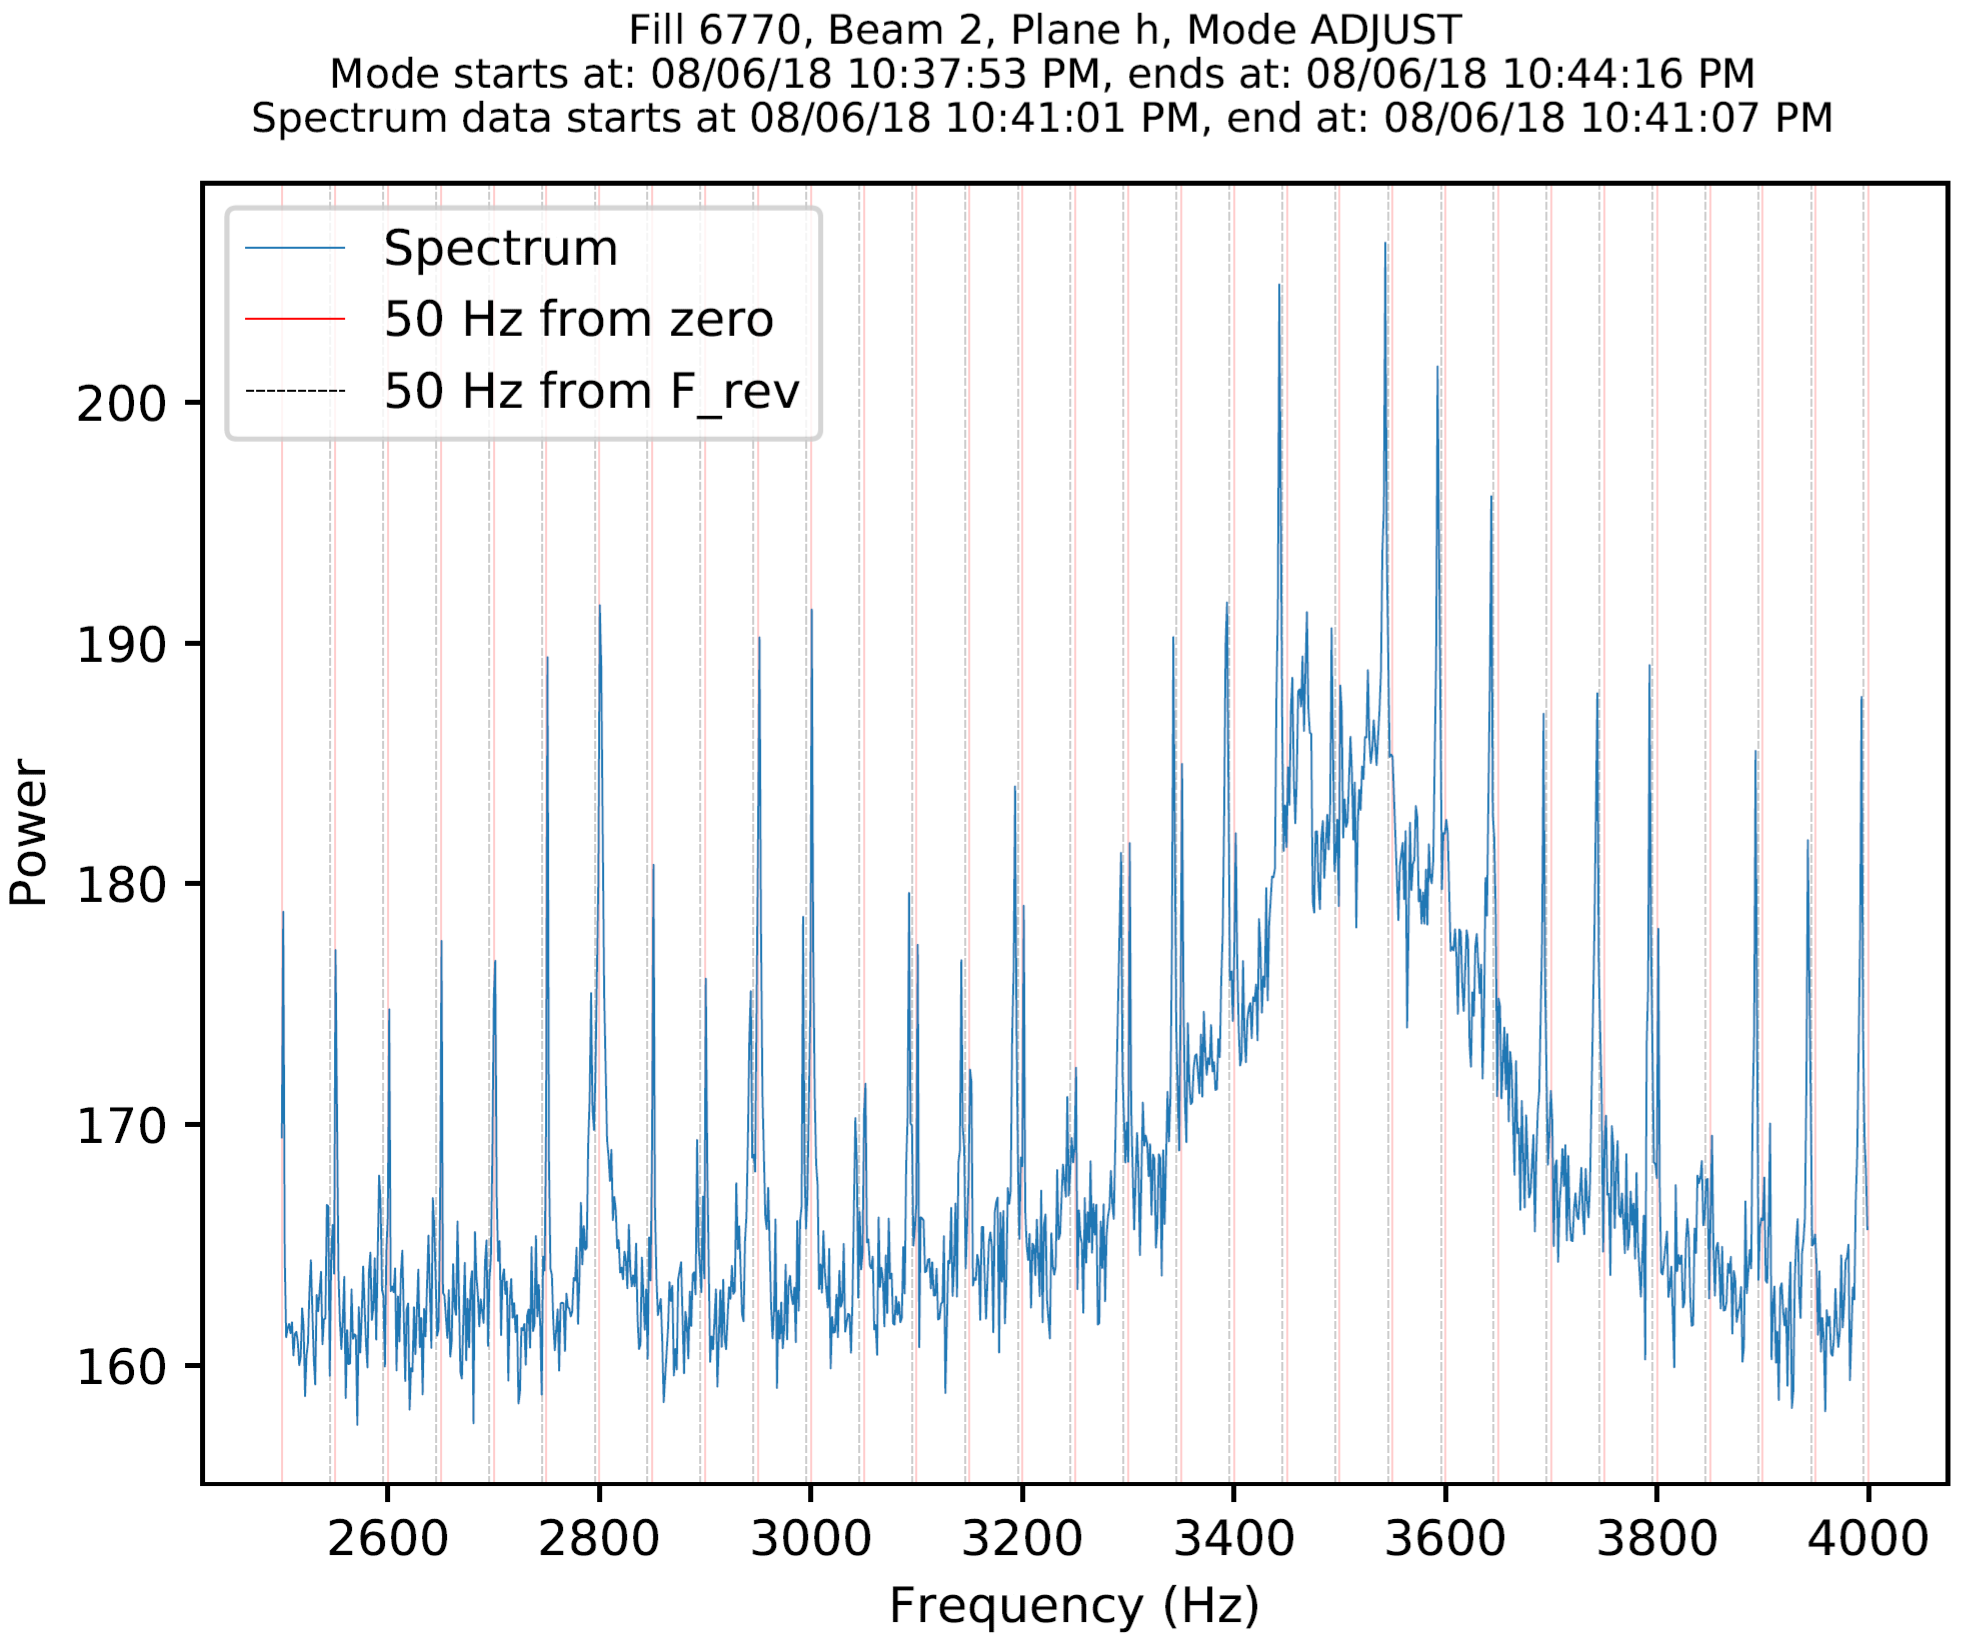 Fill 6770, Beam 2, Plane h, Mode ADJUST
Mode starts at: 08/06/18 10:37:53 PM, ends at: 08/06/18 10:44:16 PM
Spectrum data starts at 08/06/18 10:41:01 PM, end at: 08/06/18 10:41:07 PM
Spectrum
50 Hz from zero
50 Hz from F_rev
200
190
180
170
160
Power
2600 2800 3000 3200 3400 3600 3800 4000
Frequency (Hz)